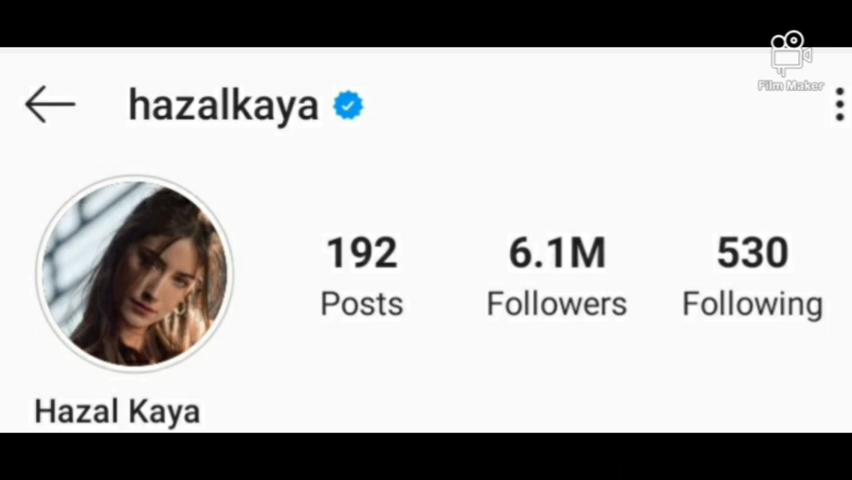 Film Maker
hazalkaya
192 6.1M 530
Posts Followers Following
Hazal Kaya